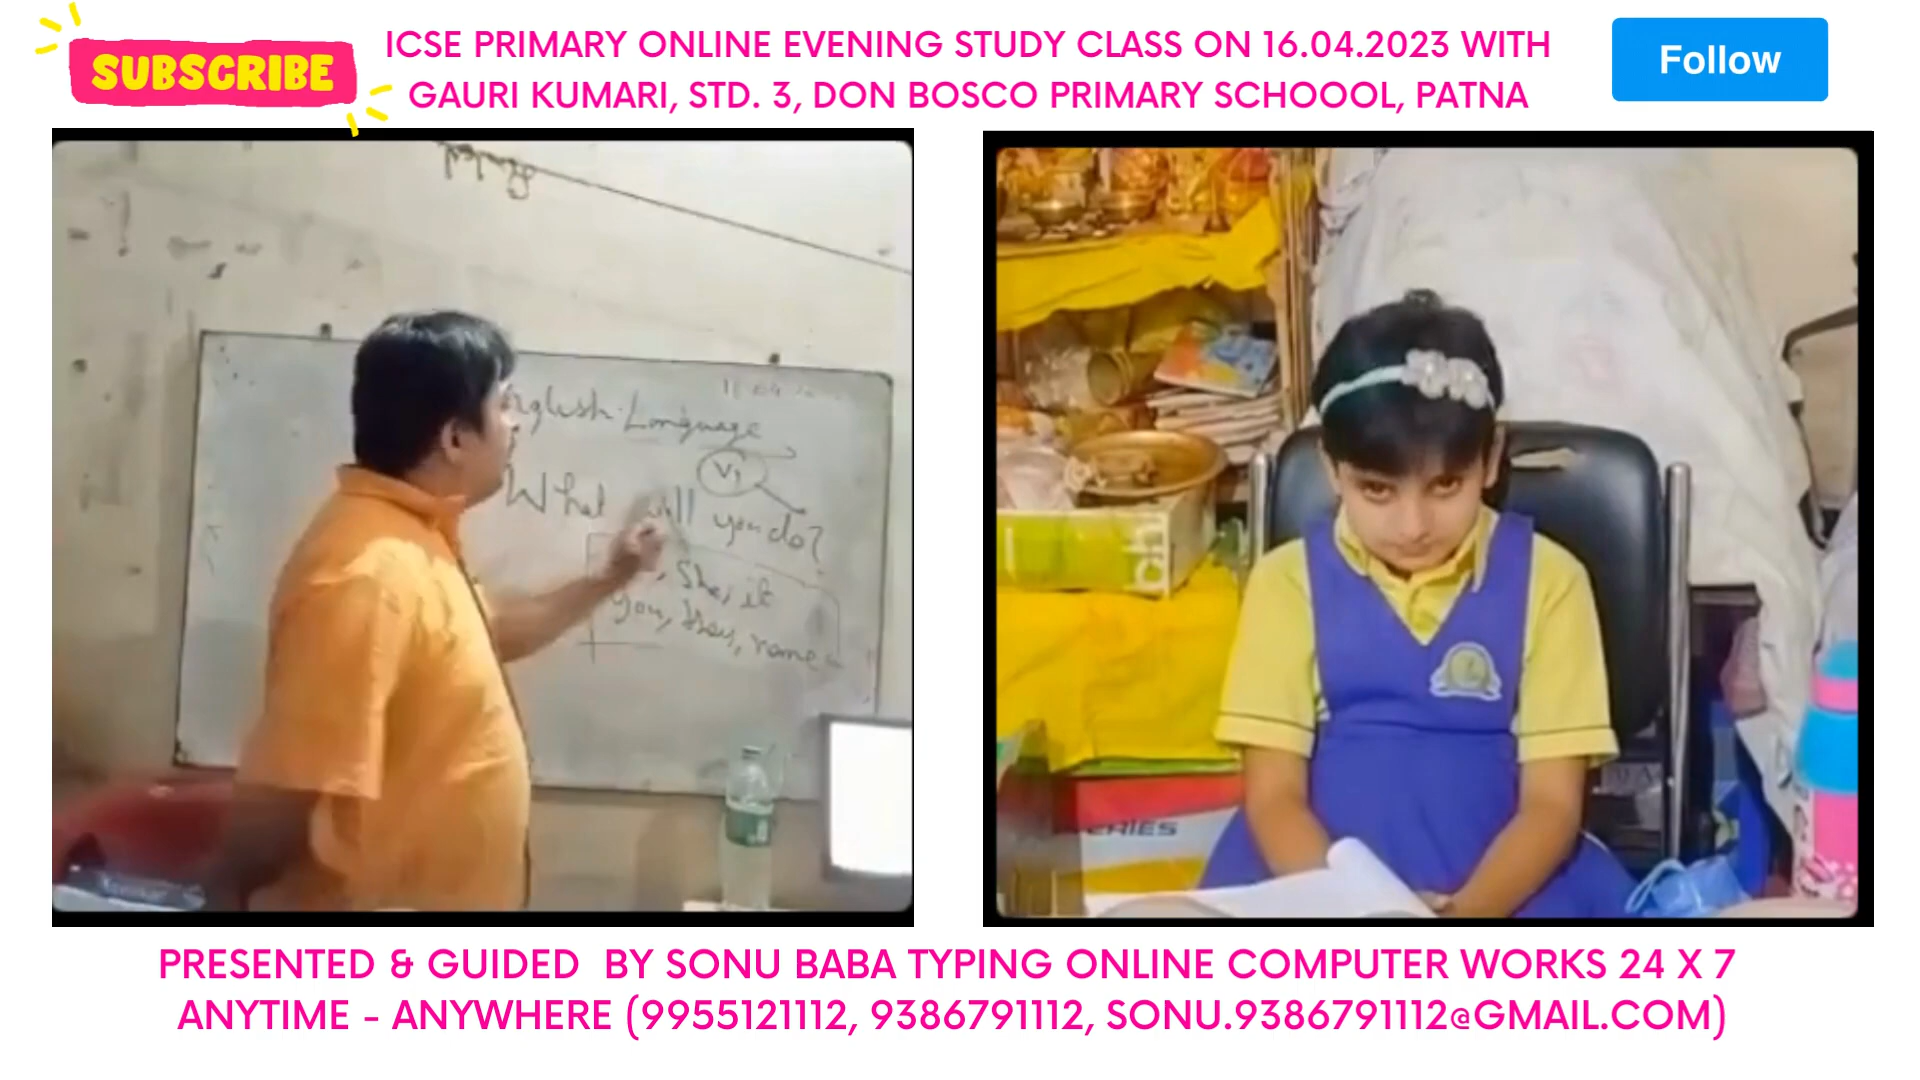 SUBSCRIBE
ICSE PRIMARY ONLINE EVENING STUDY CLASS ON 16.04.2023 WITH
GAURI KUMARI, STD. 3, DON BOSCO PRIMARY SCHOOOL, PATNA
Follow
English Language
V1
What will you do?
She, it
you, they, name
ERIES
PRESENTED & GUIDED BY SONU BABA TYPING ONLINE COMPUTER WORKS 24 X 7
ANYTIME - ANYWHERE (9955121112, 9386791112, SONU.9386791112@GMAIL.COM)